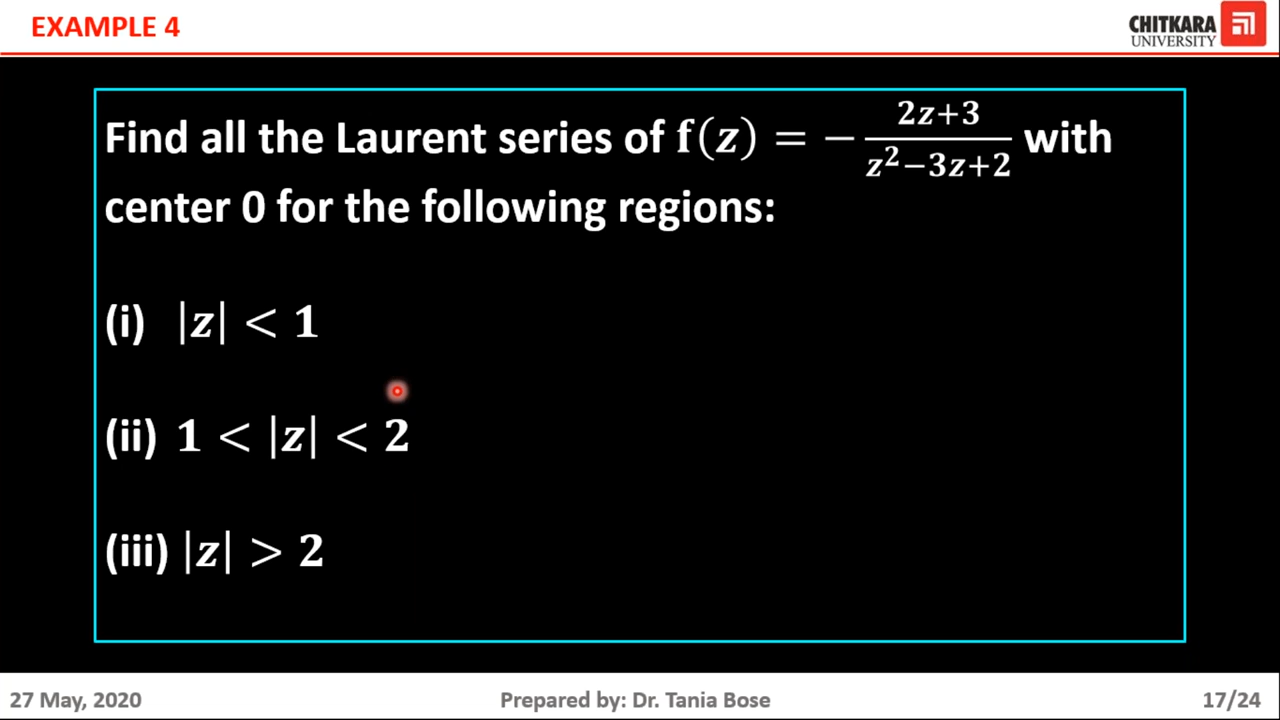 EXAMPLE 4
CHITKARA
UNIVERSITY
Find all the Laurent series of f(z) = − 2z+3 / z²−3z+2 with
center 0 for the following regions:
(i) |z| < 1
(ii) 1 < |z| < 2
(iii) |z| > 2
27 May, 2020
Prepared by: Dr. Tania Bose
17/24